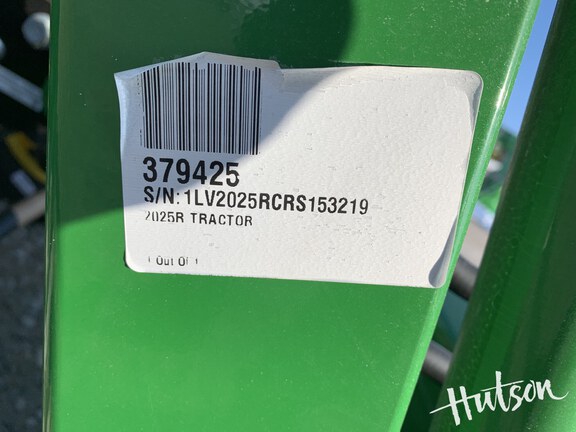 379425
S/N: 1LV2025RCRS153219
2025R TRACTOR
1 Out Of 1
Hutson